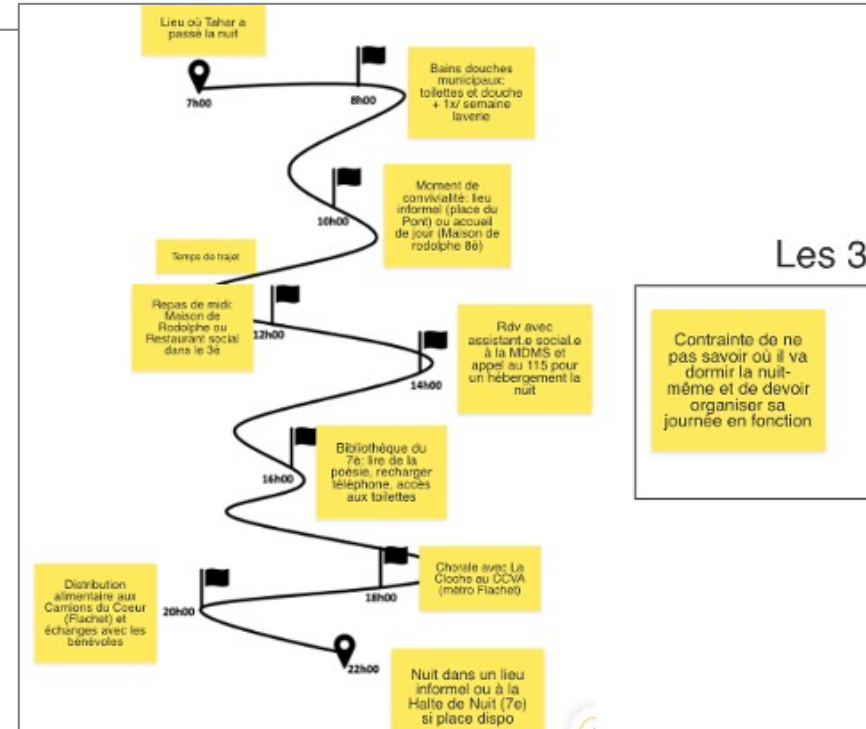 Lieu où Tahar a
passé la nuit
7h00
8h00
Bains douches
municipaux:
toilettes et douche
+ 1x/ semaine
laverie
10h00
Moment de
convivialité: lieu
informel (place du
Pont) ou accueil
de jour (Maison de
rodolphe 8è)
Temps de trajet
Repas de midi:
Maison de
Rodolphe ou
Restaurant social
dans le 3è
12h00
14h00
Rdv avec
assistant.e social.e
à la MDMS et
appel au 115 pour
un hébergement la
nuit
16h00
Bibliothèque du
7è: lire de la
poésie, recharger
téléphone, accès
aux toilettes
18h00
Chorale avec La
Cloche au CCVA
(métro Flachet)
Distribution
alimentaire aux
Camions du Coeur
(Flachet) et
échanges avec les
bénévoles
20h00
22h00
Nuit dans un lieu
informel ou à la
Halte de Nuit (7e)
si place dispo
Les 3
Contrainte de ne
pas savoir où il va
dormir la nuit-
même et de devoir
organiser sa
journée en fonction